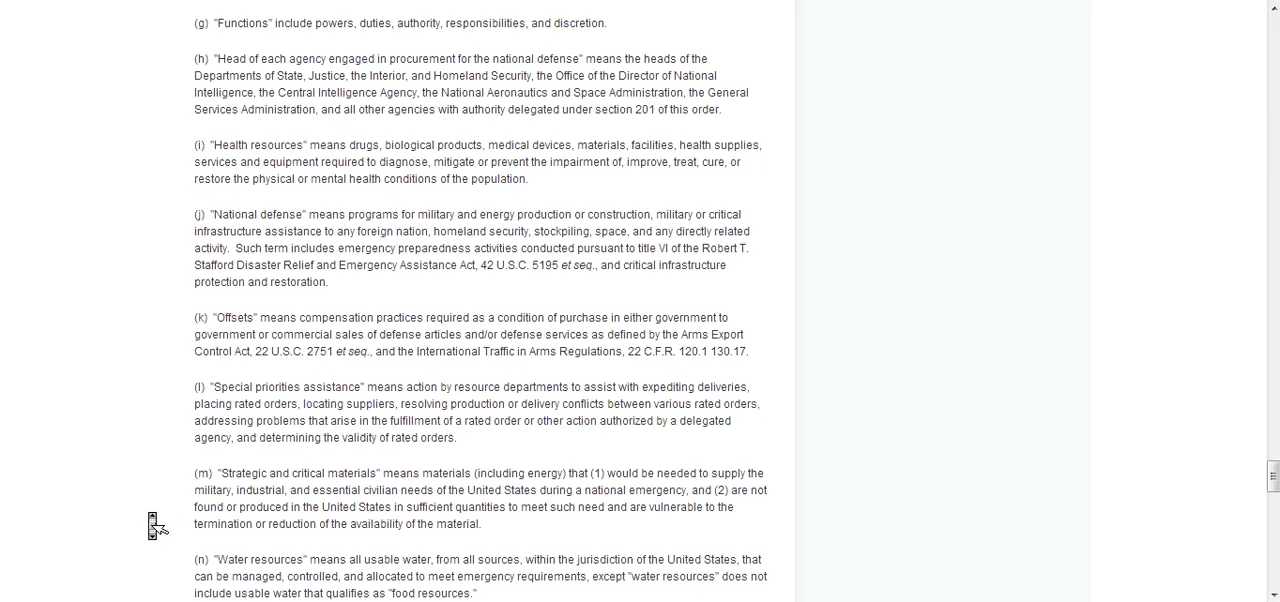 (g)  "Functions" include powers, duties, authority, responsibilities, and discretion.
(h)  "Head of each agency engaged in procurement for the national defense" means the heads of the
Departments of State, Justice, the Interior, and Homeland Security, the Office of the Director of National
Intelligence, the Central Intelligence Agency, the National Aeronautics and Space Administration, the General
Services Administration, and all other agencies with authority delegated under section 201 of this order.
(i)  "Health resources" means drugs, biological products, medical devices, materials, facilities, health supplies,
services and equipment required to diagnose, mitigate or prevent the impairment of, improve, treat, cure, or
restore the physical or mental health conditions of the population.
(j)  "National defense" means programs for military and energy production or construction, military or critical
infrastructure assistance to any foreign nation, homeland security, stockpiling, space, and any directly related
activity.  Such term includes emergency preparedness activities conducted pursuant to title VI of the Robert T.
Stafford Disaster Relief and Emergency Assistance Act, 42 U.S.C. 5195 et seq., and critical infrastructure
protection and restoration.
(k)  "Offsets" means compensation practices required as a condition of purchase in either government to
government or commercial sales of defense articles and/or defense services as defined by the Arms Export
Control Act, 22 U.S.C. 2751 et seq., and the International Traffic in Arms Regulations, 22 C.F.R. 120.1 130.17.
(l)  "Special priorities assistance" means action by resource departments to assist with expediting deliveries,
placing rated orders, locating suppliers, resolving production or delivery conflicts between various rated orders,
addressing problems that arise in the fulfillment of a rated order or other action authorized by a delegated
agency, and determining the validity of rated orders.
(m)  "Strategic and critical materials" means materials (including energy) that (1) would be needed to supply the
military, industrial, and essential civilian needs of the United States during a national emergency, and (2) are not
found or produced in the United States in sufficient quantities to meet such need and are vulnerable to the
termination or reduction of the availability of the material.
(n)  "Water resources" means all usable water, from all sources, within the jurisdiction of the United States, that
can be managed, controlled, and allocated to meet emergency requirements, except "water resources" does not
include usable water that qualifies as "food resources."